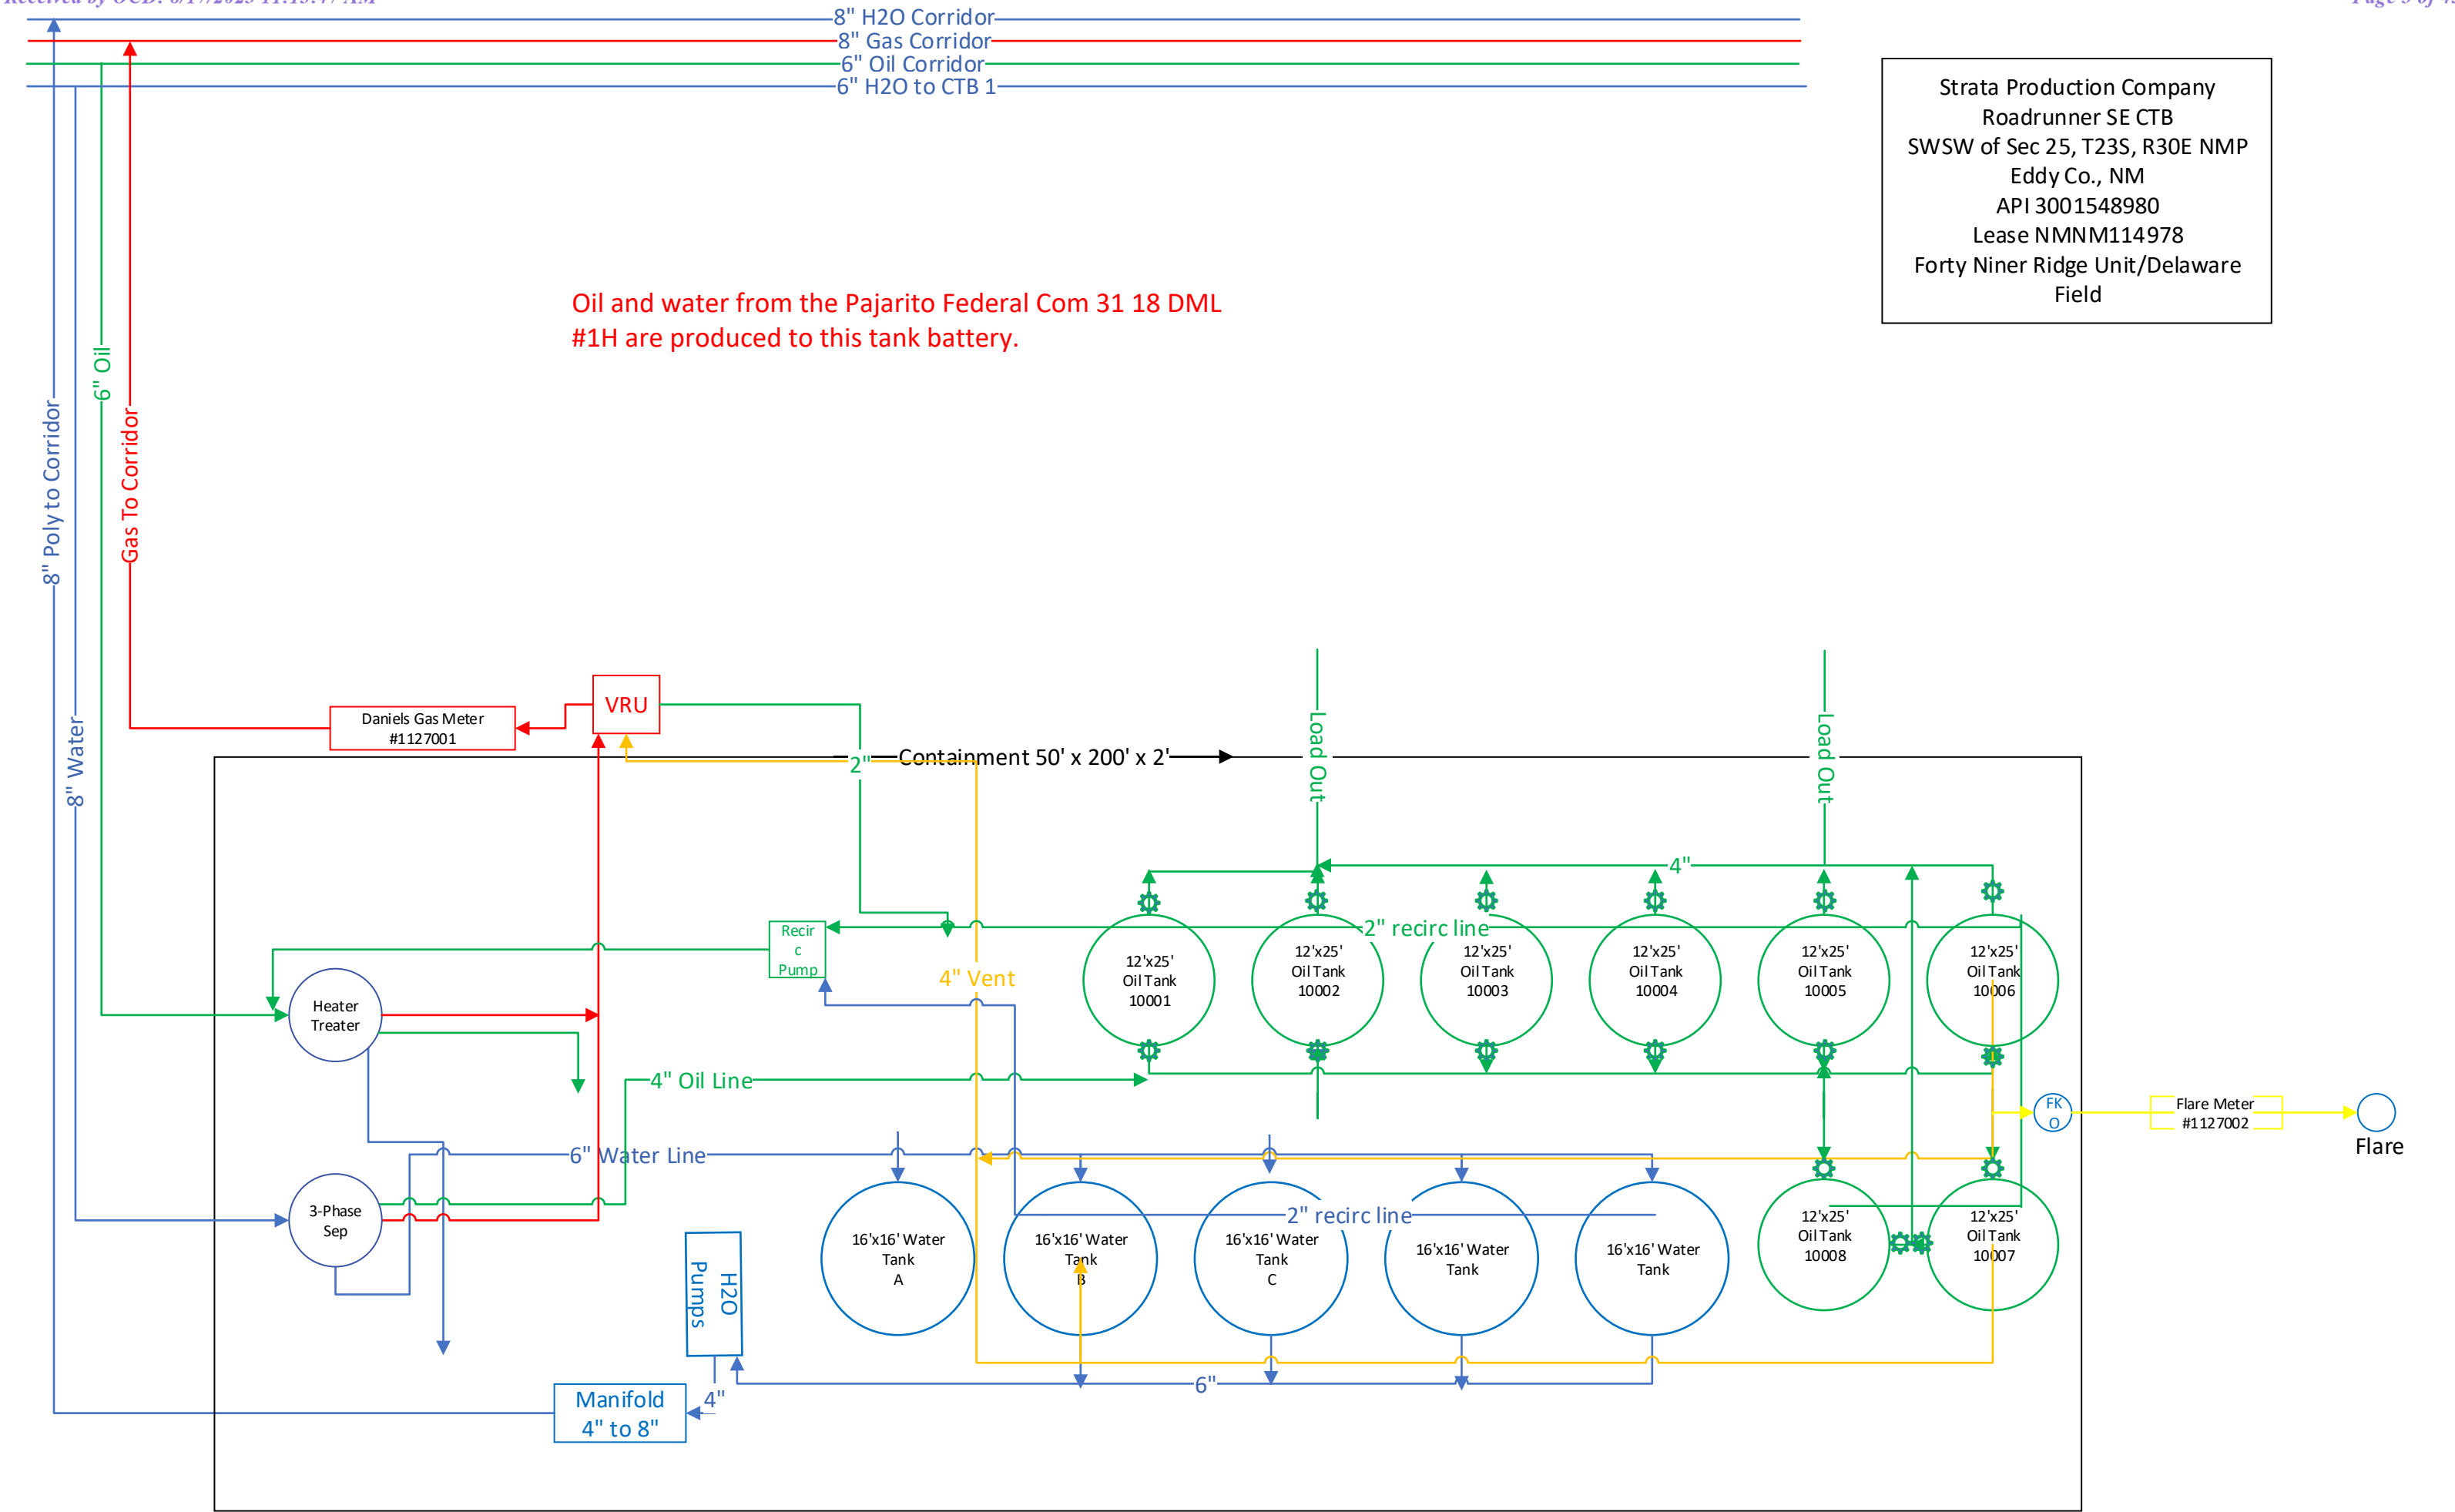 8" H2O Corridor
8" Gas Corridor
6" Oil Corridor
6" H2O to CTB 1
Strata Production Company
Roadrunner SE CTB
SWSW of Sec 25, T23S, R30E NMP
Eddy Co., NM
API 3001548980
Lease NMNM114978
Forty Niner Ridge Unit/Delaware
Field
Oil and water from the Pajarito Federal Com 31 18 DML
#1H are produced to this tank battery.
8" Poly to Corridor
8" Water
6" Oil
Gas To Corridor
Daniels Gas Meter
#1127001
VRU
2"
Containment 50' x 200' x 2'
Load Out
Load Out
4"
2" recirc line
Recir
c
Pump
4" Vent
Heater
Treater
12'x25'
Oil Tank
10001
12'x25'
Oil Tank
10002
12'x25'
Oil Tank
10003
12'x25'
Oil Tank
10004
12'x25'
Oil Tank
10005
12'x25'
Oil Tank
10006
4" Oil Line
6" Water Line
FK
O
Flare Meter
#1127002
Flare
3-Phase
Sep
H2O
Pumps
16'x16' Water
Tank
A
16'x16' Water
Tank
B
16'x16' Water
Tank
C
2" recirc line
16'x16' Water
Tank
16'x16' Water
Tank
12'x25'
Oil Tank
10008
12'x25'
Oil Tank
10007
6"
4"
Manifold
4" to 8"